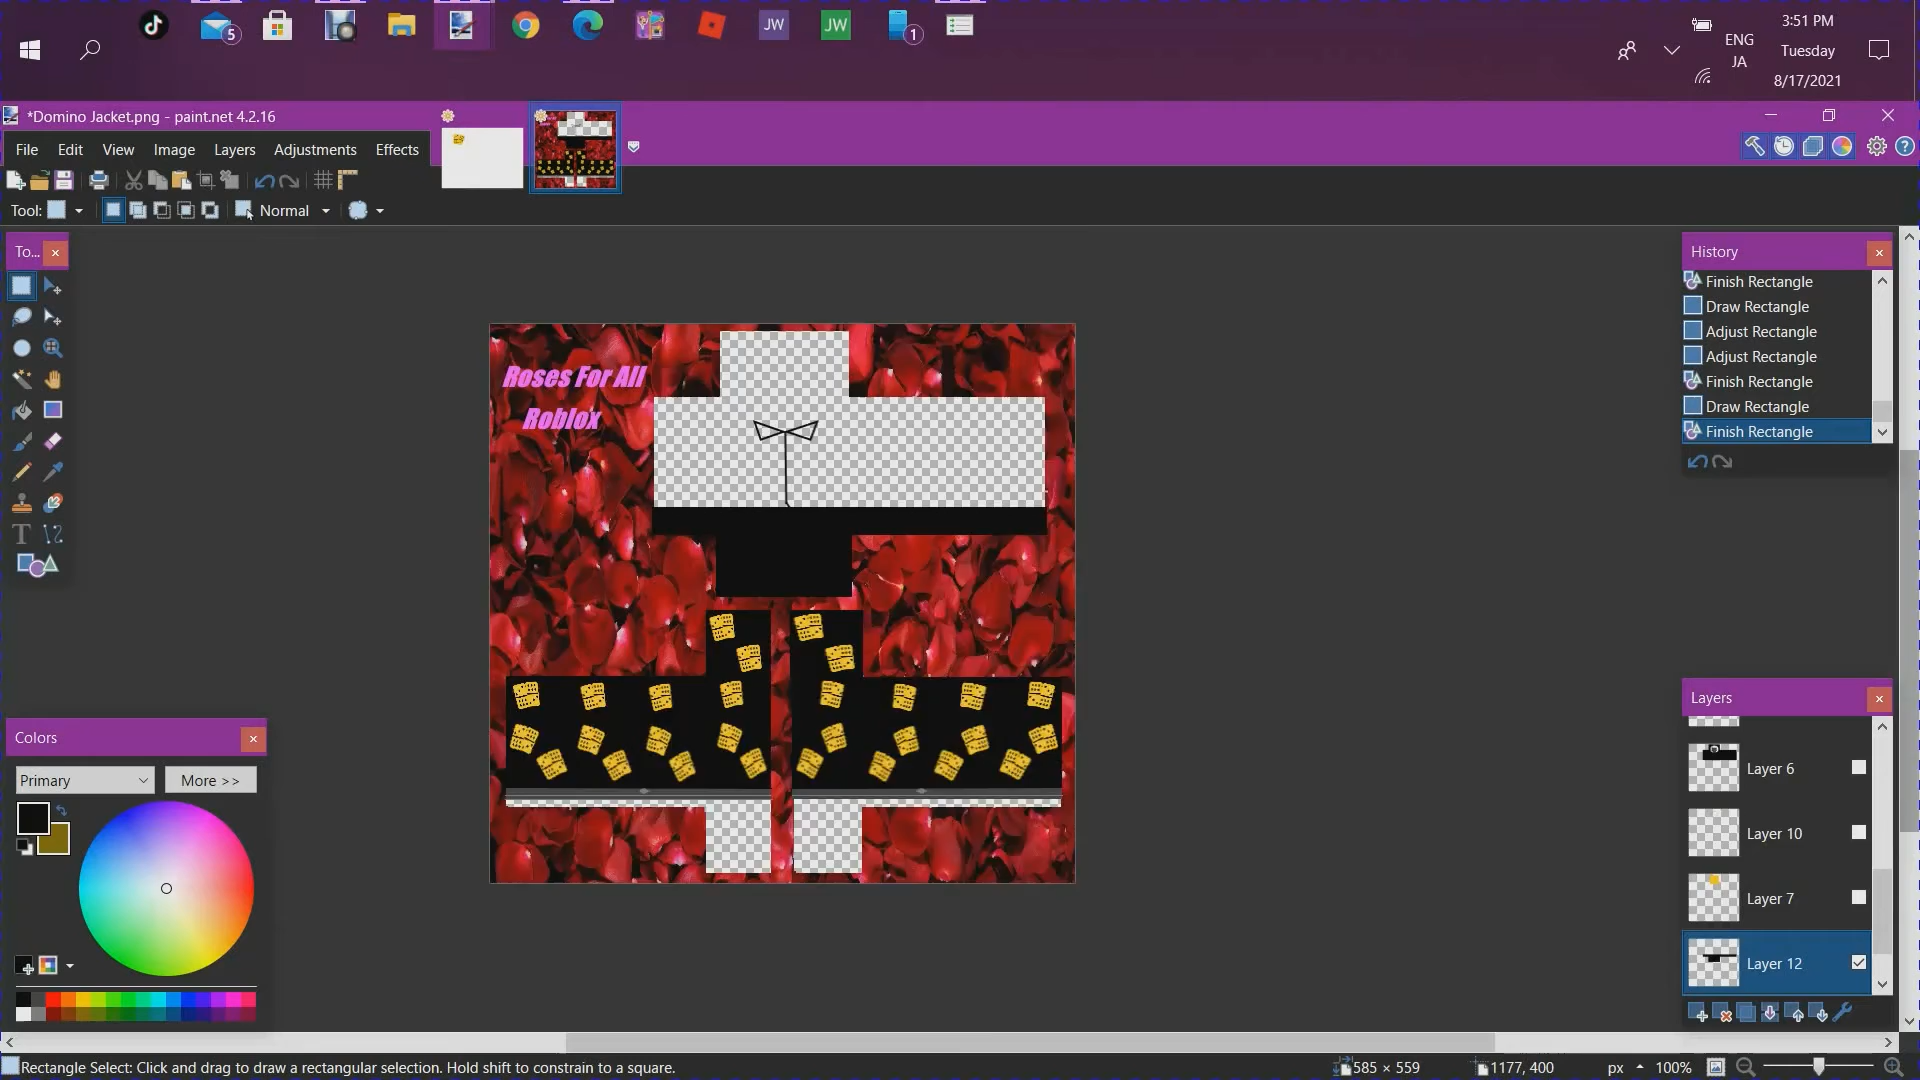 5
JW
JW
1
ENG
JA
3:51 PM
Tuesday
8/17/2021
*Domino Jacket.png - paint.net 4.2.16
File Edit View Image Layers Adjustments Effects
Tool: Normal
To...
History
Finish Rectangle
Draw Rectangle
Adjust Rectangle
Adjust Rectangle
Finish Rectangle
Draw Rectangle
Finish Rectangle
Roses For All
Roblox
Layers
Layer 6
Layer 10
Layer 7
Layer 12
Colors
Primary More >>
Rectangle Select: Click and drag to draw a rectangular selection. Hold shift to constrain to a square.
585 × 559
1177, 400
px
100%